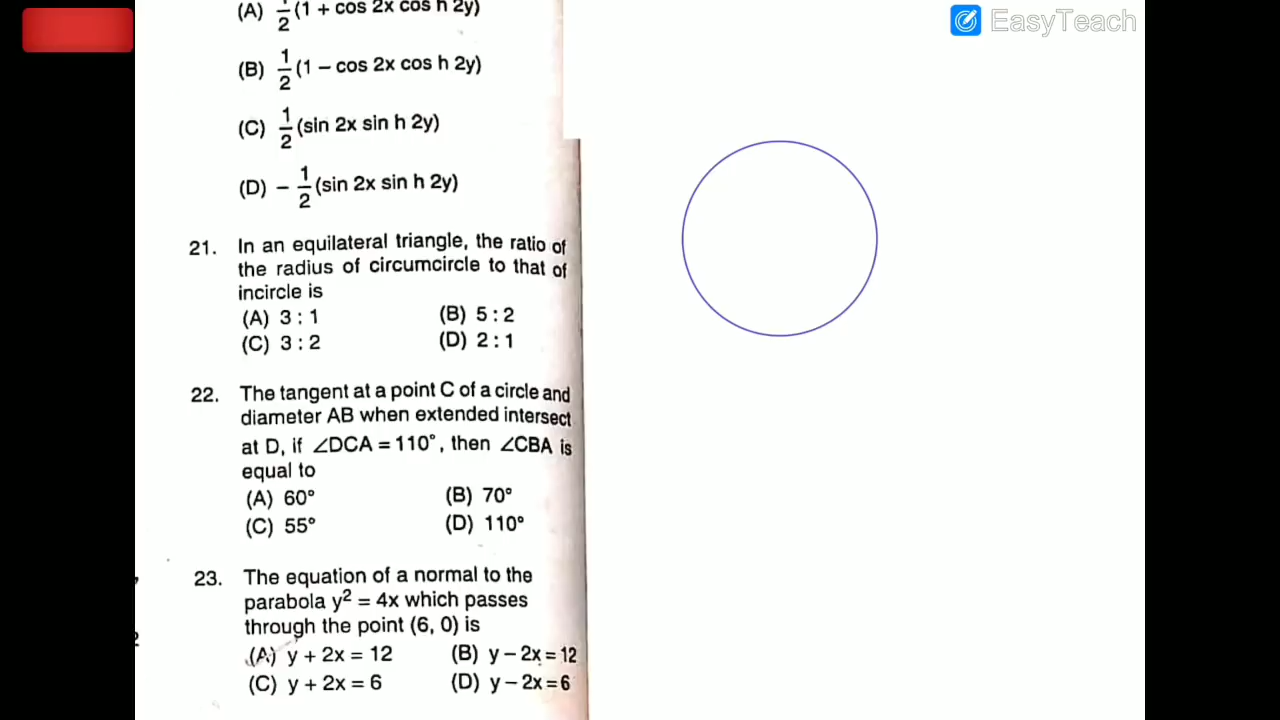 (A) 1/2 (1 + cos 2x cos h 2y)
EasyTeach
(B) 1/2 (1 – cos 2x cos h 2y)
(C) 1/2 (sin 2x sin h 2y)
(D) – 1/2 (sin 2x sin h 2y)
21. In an equilateral triangle, the ratio of
the radius of circumcircle to that of
incircle is
(A) 3 : 1 (B) 5 : 2
(C) 3 : 2 (D) 2 : 1
22. The tangent at a point C of a circle and
diameter AB when extended intersect
at D, if ∠DCA = 110°, then ∠CBA is
equal to
(A) 60° (B) 70°
(C) 55° (D) 110°
23. The equation of a normal to the
parabola y² = 4x which passes
through the point (6, 0) is
(A) y + 2x = 12 (B) y – 2x = 12
(C) y + 2x = 6 (D) y – 2x = 6